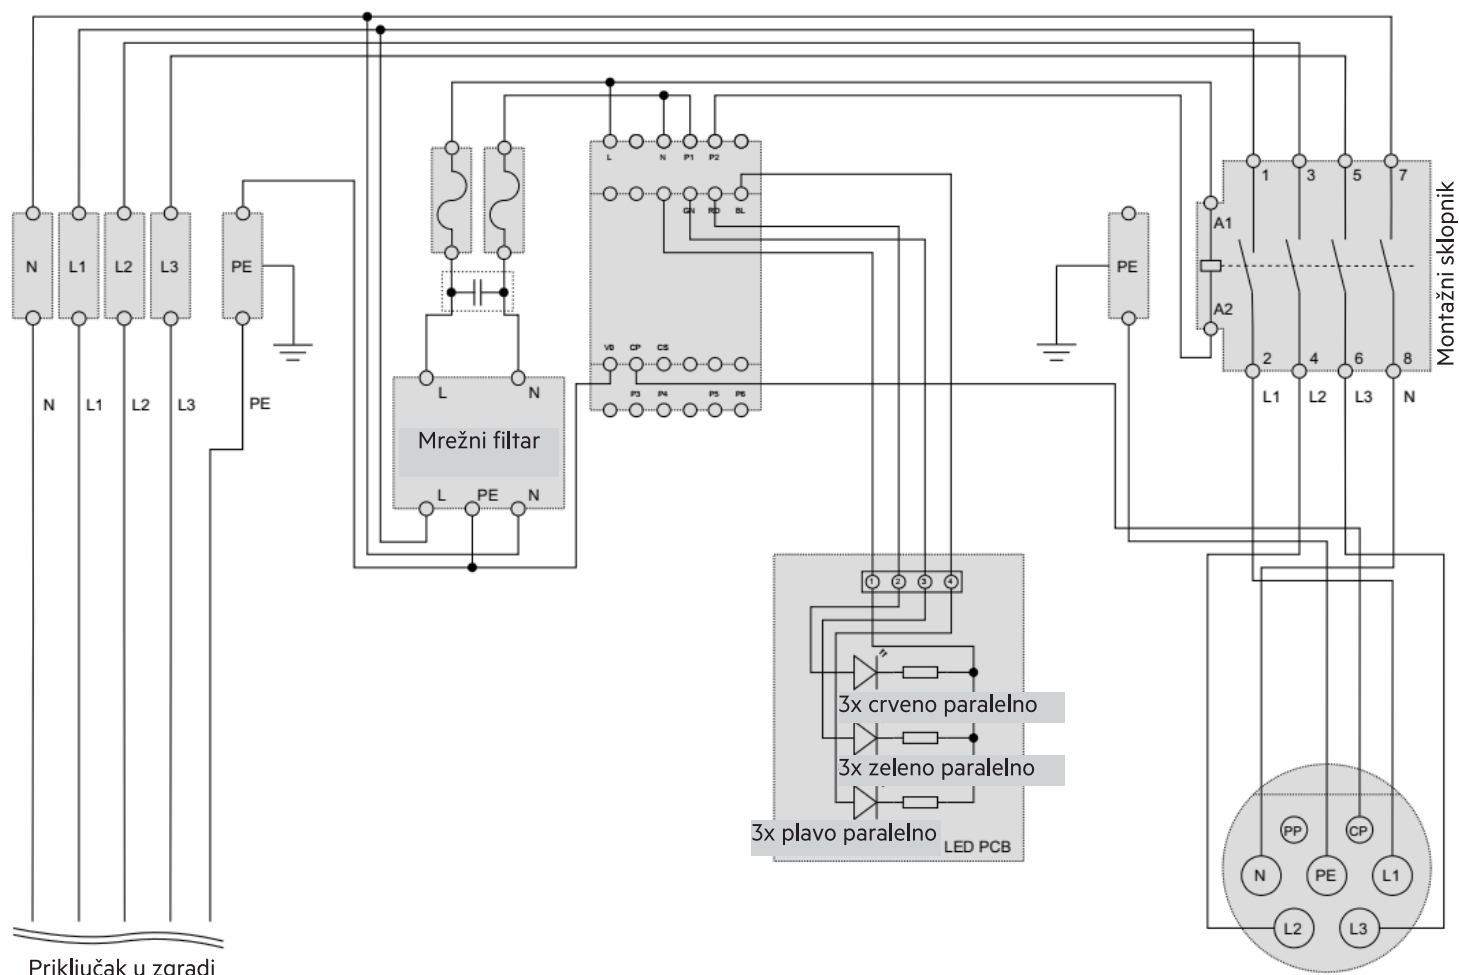 L
N
P1
P2
GN
RD
BL
1
3
5
7
A1
N
L1
L2
L3
PE
PE
A2
Montažni sklopnik
V0
CP
CS
2
4
6
8
N
L1
L2
L3
PE
L
N
P3
P4
P5
P6
L1
L2
L3
N
Mrežni filtar
L
PE
N
1
2
3
4
3x crveno paralelno
3x zeleno paralelno
3x plavo paralelno
LED PCB
PP
CP
N
PE
L1
L2
L3
Priključak u zgradi